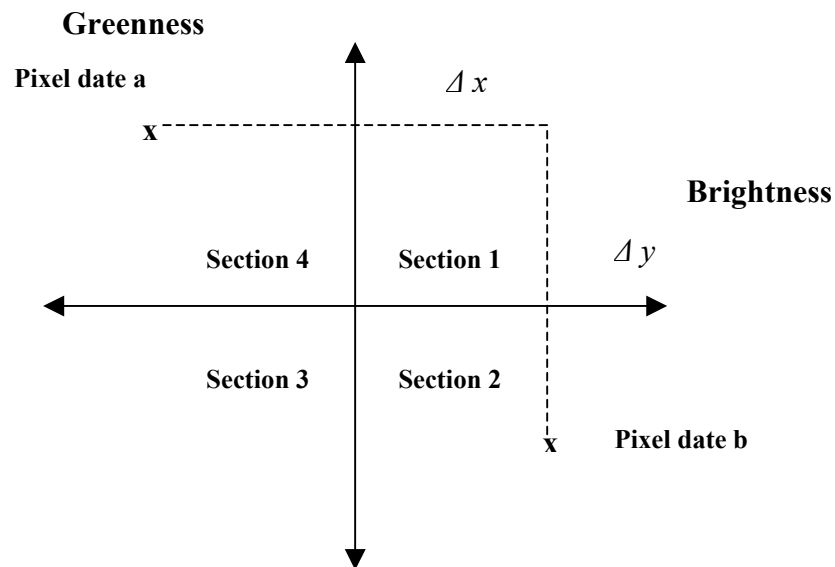 Greenness
Pixel date a
Δ x
x
Brightness
Section 4 Section 1
Δ y
Section 3 Section 2
x
Pixel date b